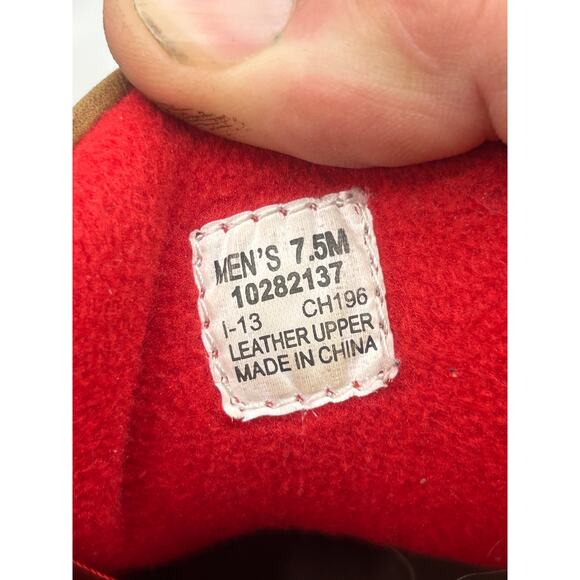 MEN'S 7.5M
10282137
I-13 CH196
LEATHER UPPER
MADE IN CHINA